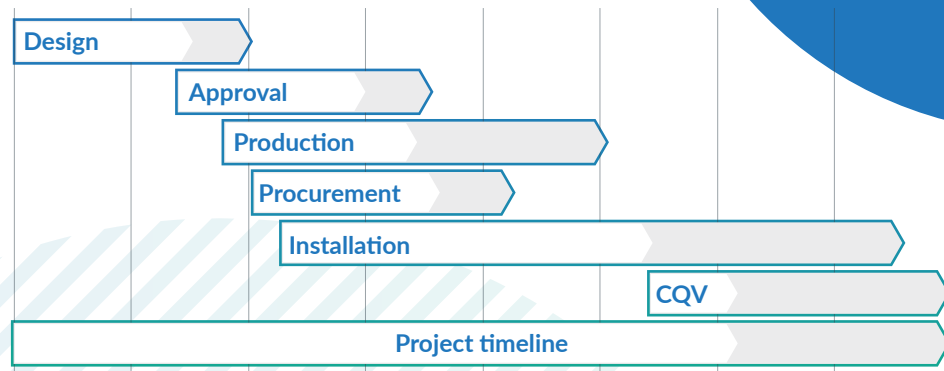 Design
Approval
Production
Procurement
Installation
CQV
Project timeline